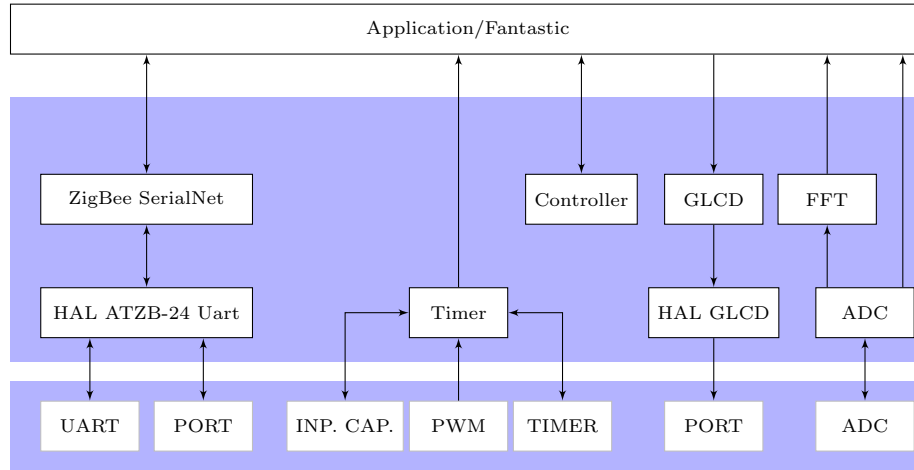 Application/Fantastic
ZigBee SerialNet
Controller
GLCD
FFT
HAL ATZB-24 Uart
Timer
HAL GLCD
ADC
UART
PORT
INP. CAP.
PWM
TIMER
PORT
ADC